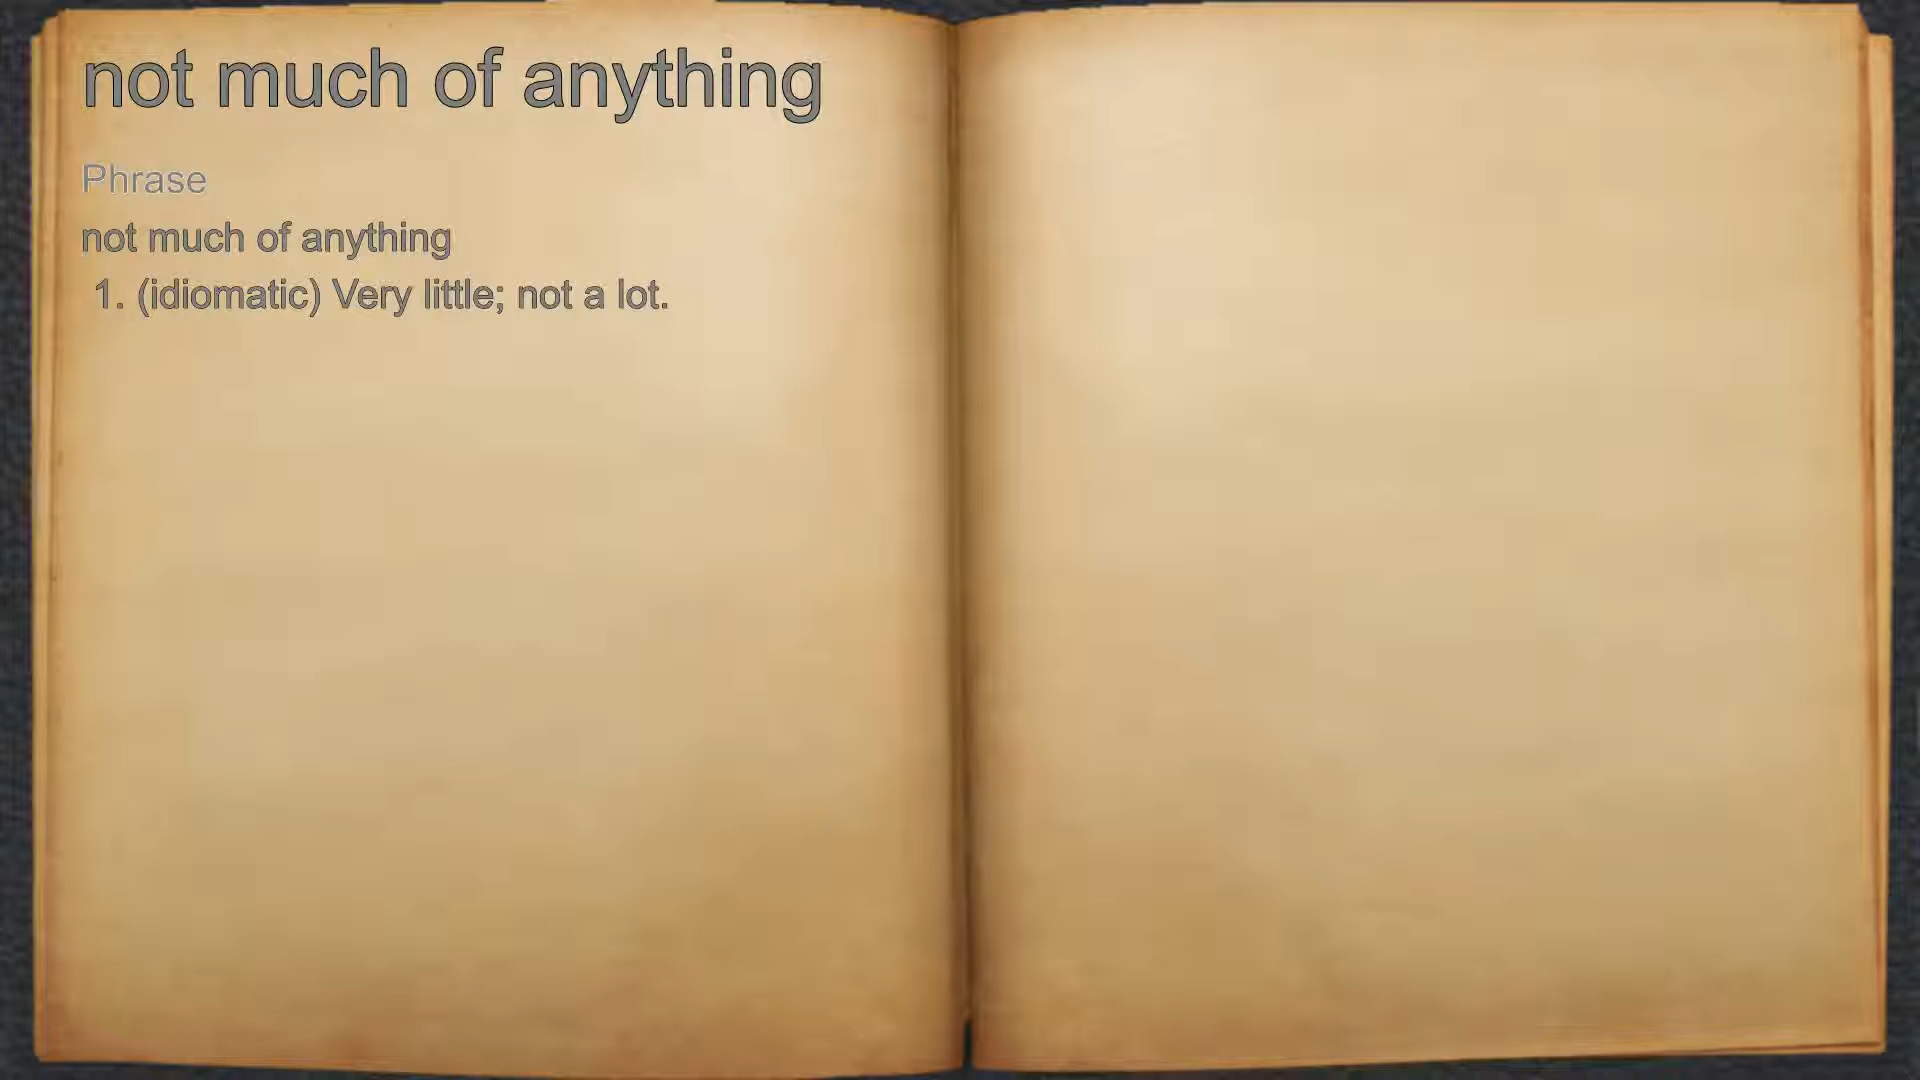 not much of anything
Phrase
not much of anything
1. (idiomatic) Very little; not a lot.